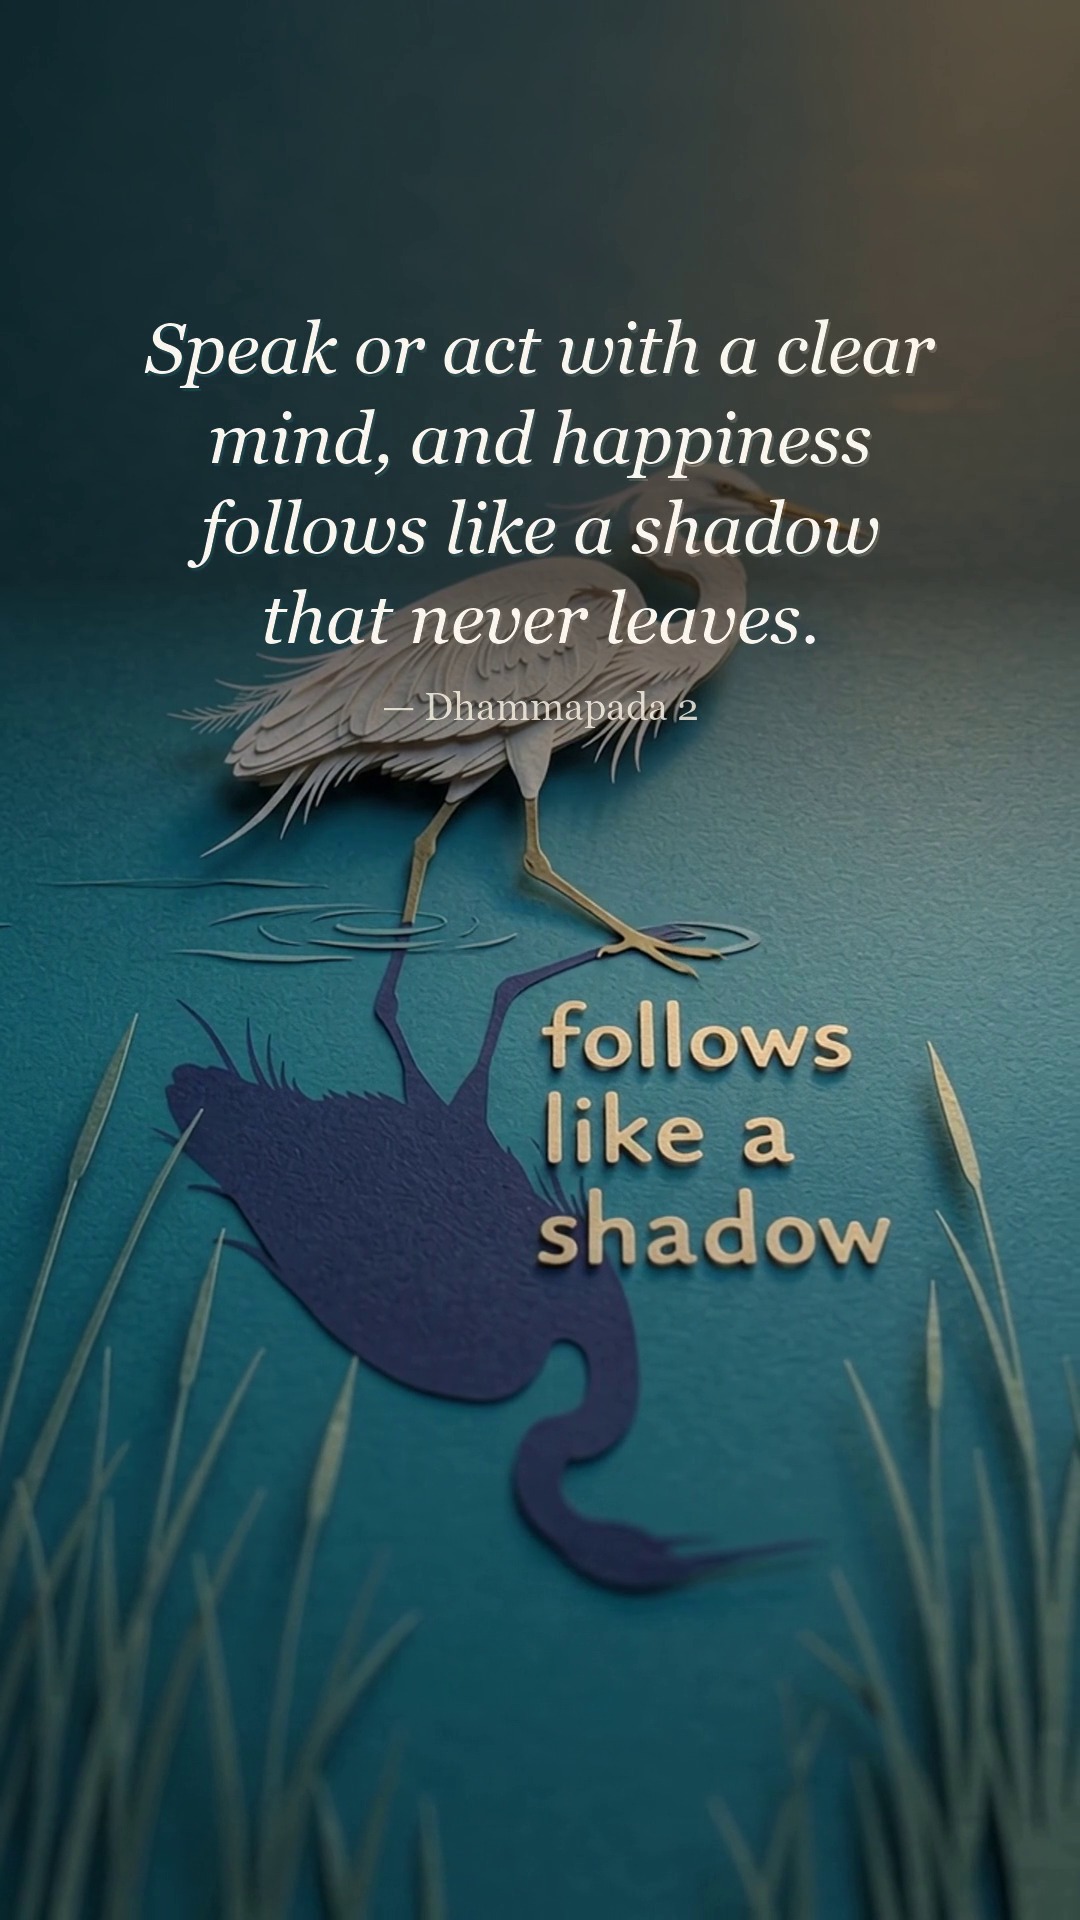 Speak or act with a clear
mind, and happiness
follows like a shadow
that never leaves.
— Dhammapada 2
follows
like a
shadow